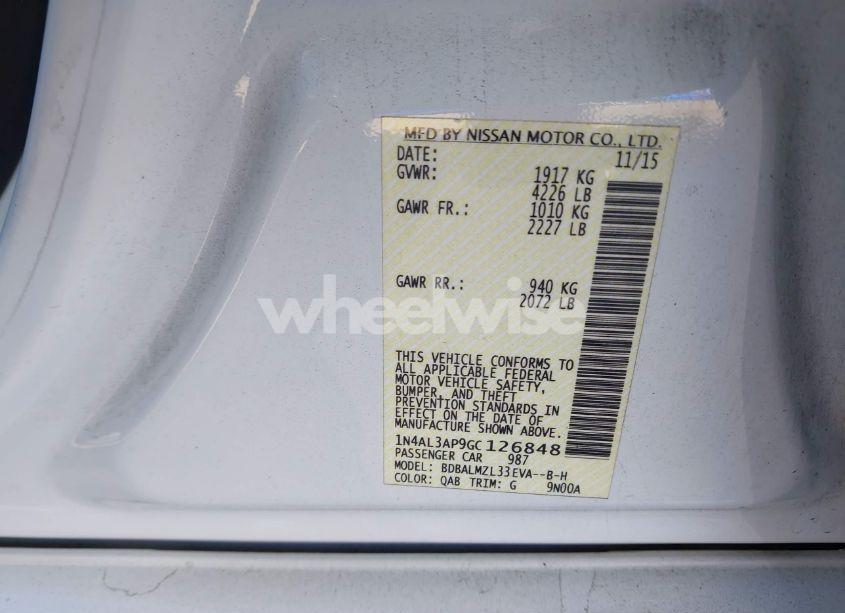 MFD BY NISSAN MOTOR CO., LTD.
DATE: 11/15
GVWR: 1917 KG
4226 LB
GAWR FR.: 1010 KG
2227 LB
GAWR RR.: 940 KG
2072 LB
wheelwise
THIS VEHICLE CONFORMS TO
ALL APPLICABLE FEDERAL
MOTOR VEHICLE SAFETY,
BUMPER, AND THEFT
PREVENTION STANDARDS IN
EFFECT ON THE DATE OF
MANUFACTURE SHOWN ABOVE.
1N4AL3AP9GC126848
PASSENGER CAR 987
MODEL: BDBALMZL33EVA--B-H
COLOR: QAB TRIM: G 9N00A